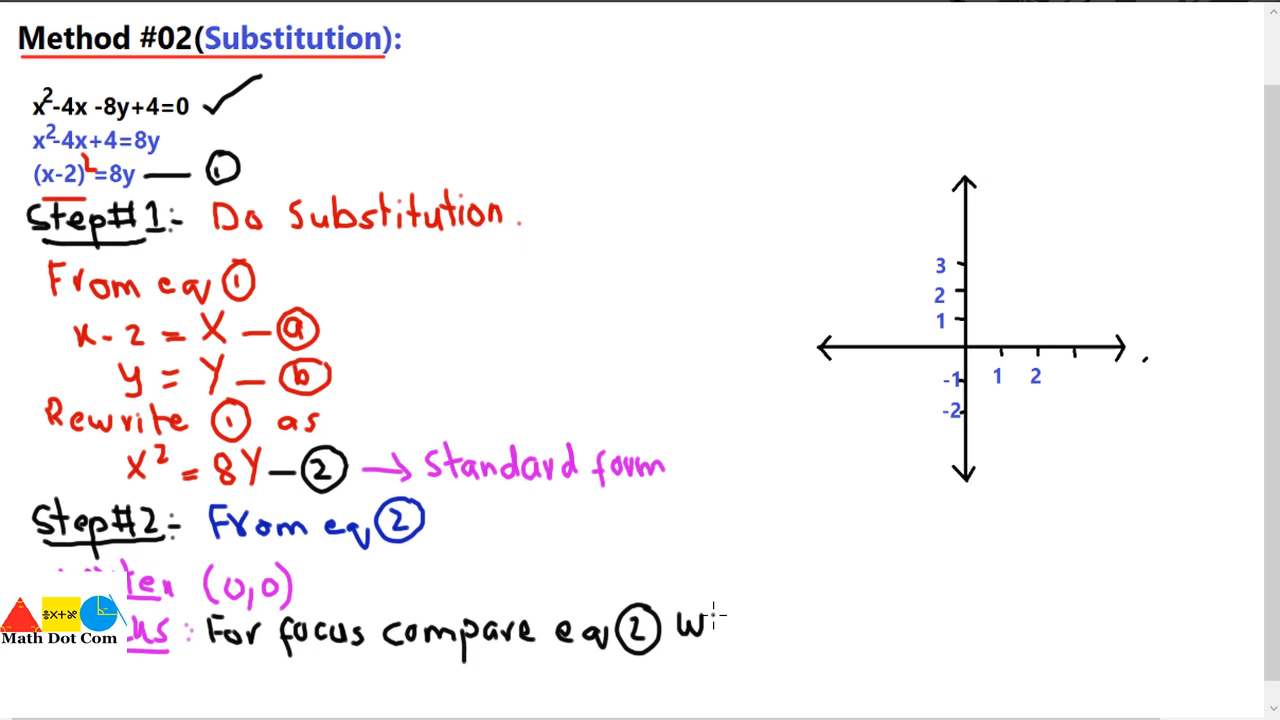 Method #02(Substitution):
x²-4x -8y+4=0
x²-4x+4=8y
(x-2)²=8y — ①
Step#1:- Do Substitution.
From eq ①
x-2 = X — ⓐ
y = Y — ⓑ
Rewrite ① as
X² = 8Y — ② → Standard form
Step#2:- From eq ②
(0,0)
: For focus compare eq ② w
÷X+%
Math Dot Com
3
2
1
-1 1 2
-2